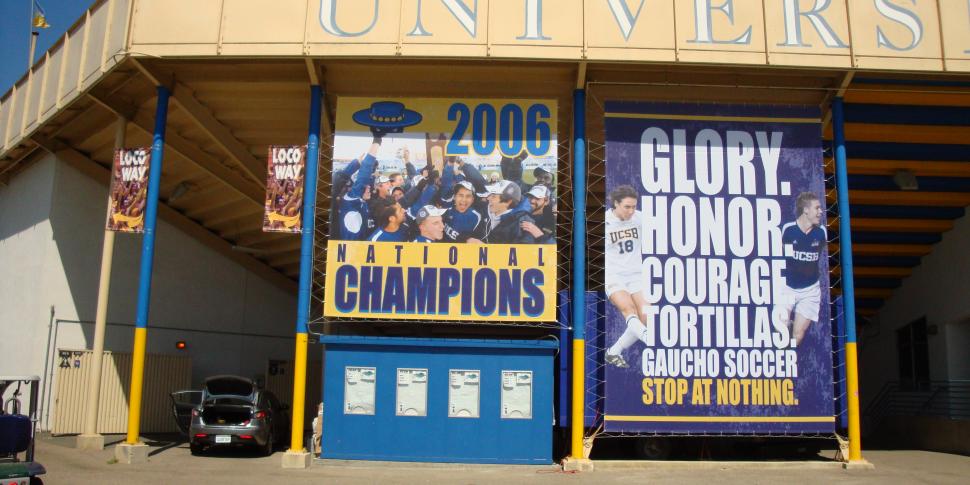 UNIVERS
LOCO
WAY
LOCO
WAY
2006
NATIONAL
CHAMPIONS
GLORY.
HONOR.
COURAGE
TORTILLAS.
GAUCHO SOCCER
STOP AT NOTHING.
UCSB
18
UCSB